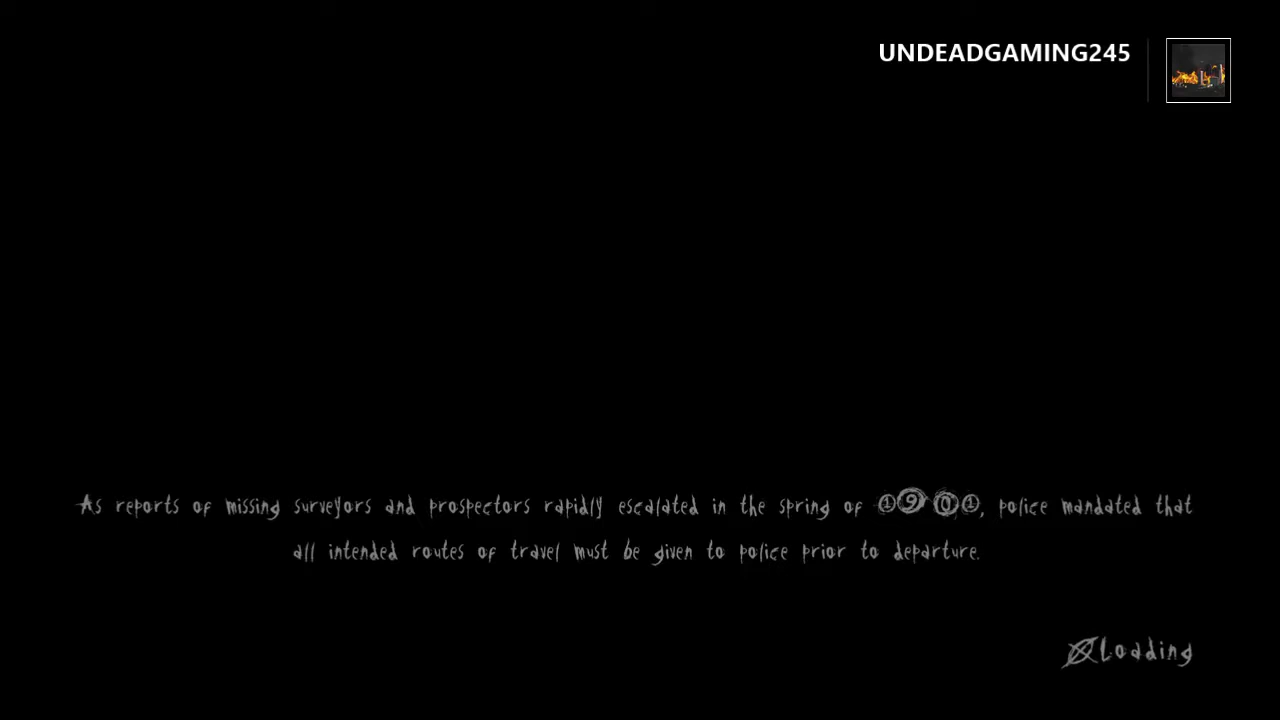 UNDEADGAMING245
As reports of missing surveyors and prospectors rapidly escalated in the spring of 1901, police mandated that
all intended routes of travel must be given to police prior to departure.
Loading